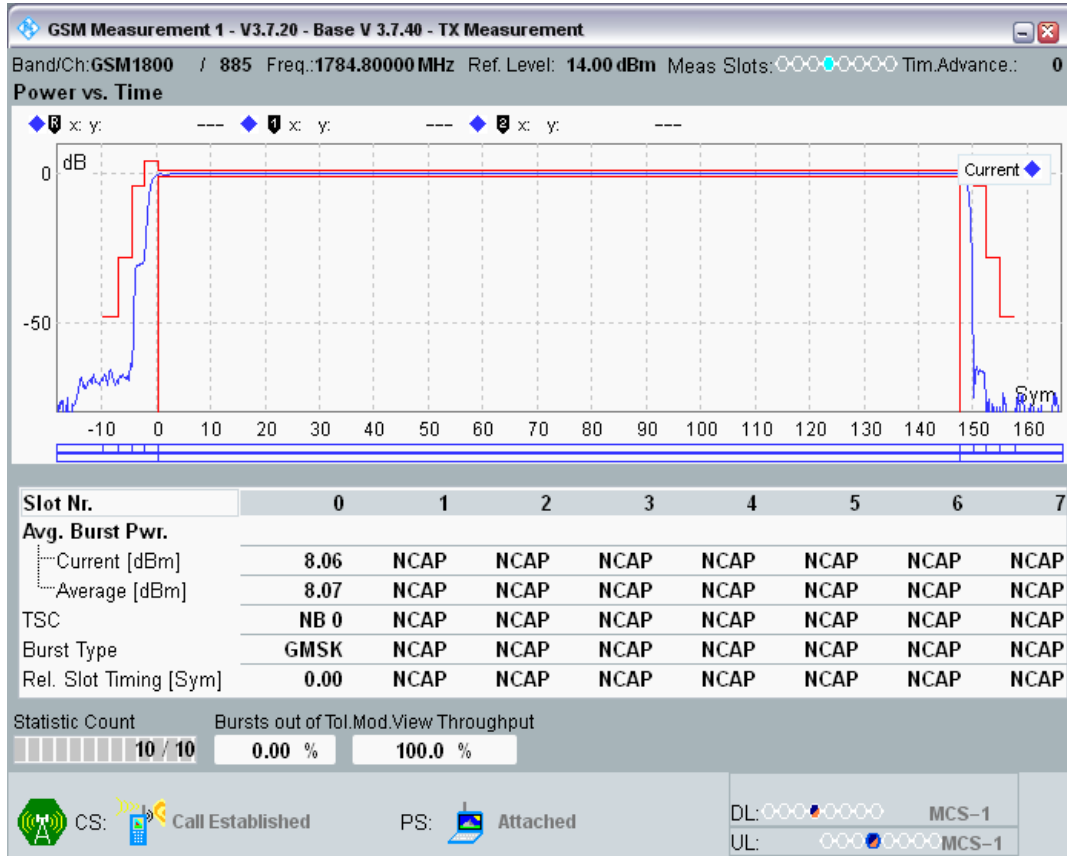 GSM Measurement 1 - V3.7.20 - Base V 3.7.40 - TX Measurement
Band/Ch:GSM1800 / 885 Freq.:1784.80000 MHz Ref. Level: 14.00 dBm Meas Slots: Tim.Advance.: 0
Power vs. Time
R x: y: --- 1 x: y: --- 2 x: y: ---
dB
0
Current
-50
Sym
-10 0 10 20 30 40 50 60 70 80 90 100 110 120 130 140 150 160
Slot Nr. 0 1 2 3 4 5 6 7
Avg. Burst Pwr.
Current [dBm] 8.06 NCAP NCAP NCAP NCAP NCAP NCAP NCAP
Average [dBm] 8.07 NCAP NCAP NCAP NCAP NCAP NCAP NCAP
TSC NB 0 NCAP NCAP NCAP NCAP NCAP NCAP NCAP
Burst Type GMSK NCAP NCAP NCAP NCAP NCAP NCAP NCAP
Rel. Slot Timing [Sym] 0.00 NCAP NCAP NCAP NCAP NCAP NCAP NCAP
Statistic Count Bursts out of Tol. Mod.View Throughput
10 / 10 0.00 % 100.0 %
CS: Call Established PS: Attached
DL: MCS-1
UL: MCS-1